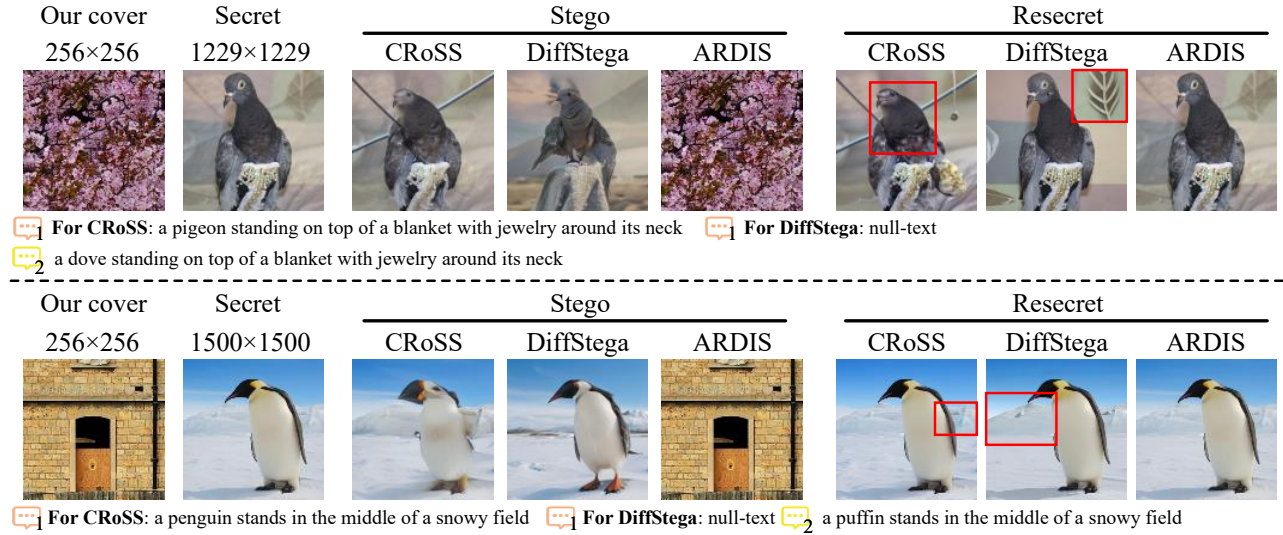 Our cover Secret Stego Resecret
256×256 1229×1229 CRoSS DiffStega ARDIS CRoSS DiffStega ARDIS
1 For CRoSS: a pigeon standing on top of a blanket with jewelry around its neck 1 For DiffStega: null-text
2 a dove standing on top of a blanket with jewelry around its neck
Our cover Secret Stego Resecret
256×256 1500×1500 CRoSS DiffStega ARDIS CRoSS DiffStega ARDIS
1 For CRoSS: a penguin stands in the middle of a snowy field 1 For DiffStega: null-text 2 a puffin stands in the middle of a snowy field